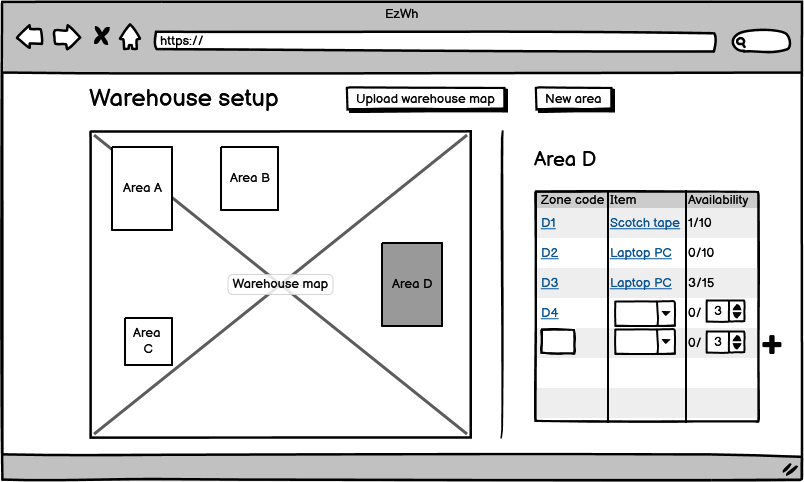 EzWh
https://
Warehouse setup
Upload warehouse map
New area
Area A
Area B
Warehouse map
Area D
Area
C
Area D
Zone code Item Availability
D1 Scotch tape 1/10
D2 Laptop PC 0/10
D3 Laptop PC 3/15
D4 0/ 3
0/ 3